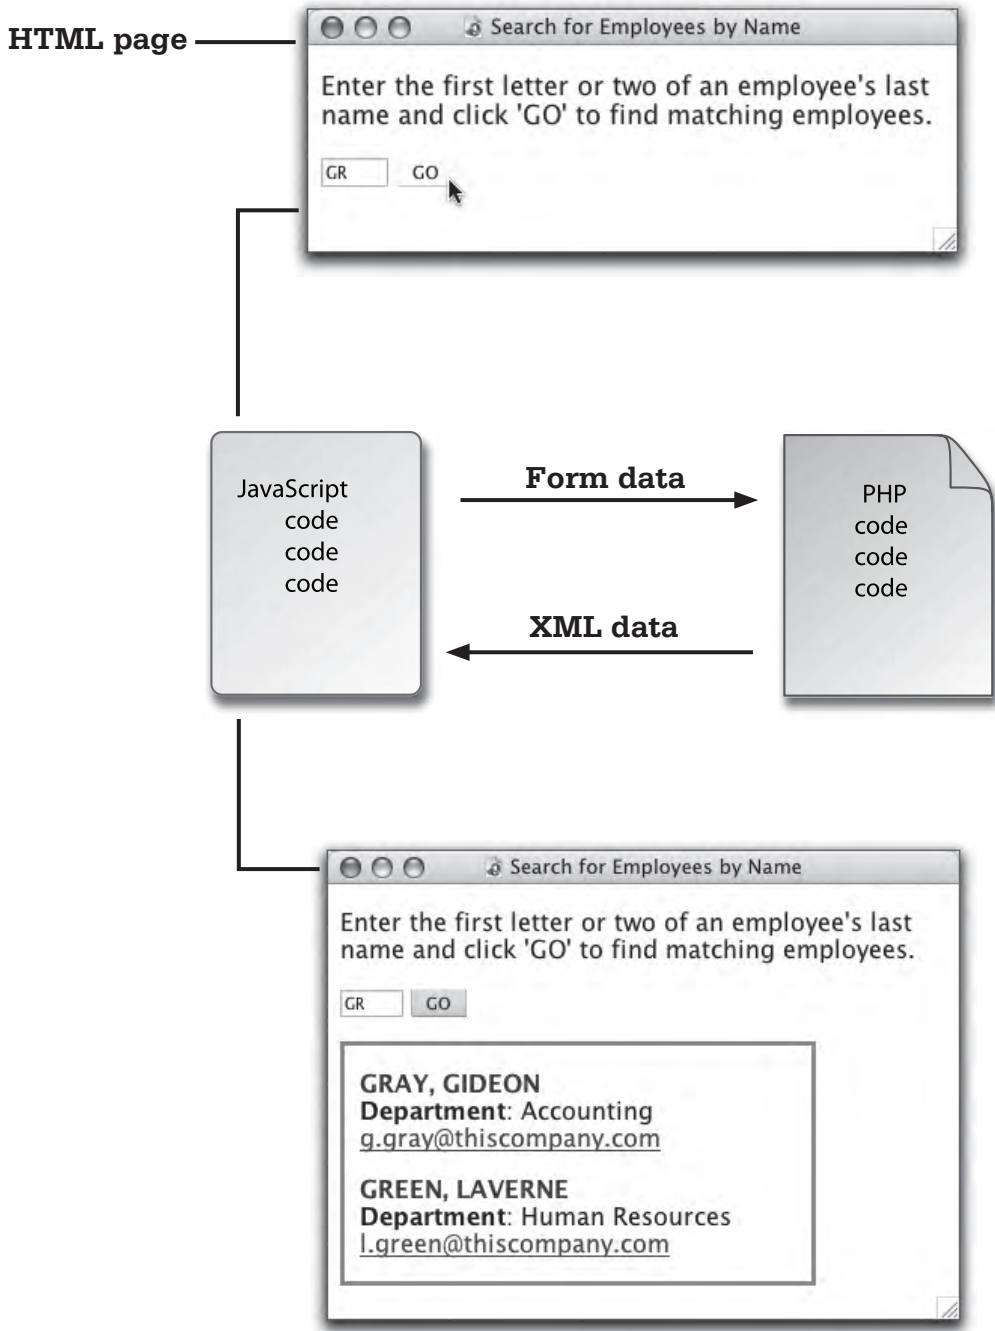 HTML page
Search for Employees by Name
Enter the first letter or two of an employee's last
name and click 'GO' to find matching employees.
GR GO
JavaScript
code
code
code
Form data
XML data
PHP
code
code
code
Search for Employees by Name
Enter the first letter or two of an employee's last
name and click 'GO' to find matching employees.
GR GO
GRAY, GIDEON
Department: Accounting
g.gray@thiscompany.com
GREEN, LAVERNE
Department: Human Resources
l.green@thiscompany.com